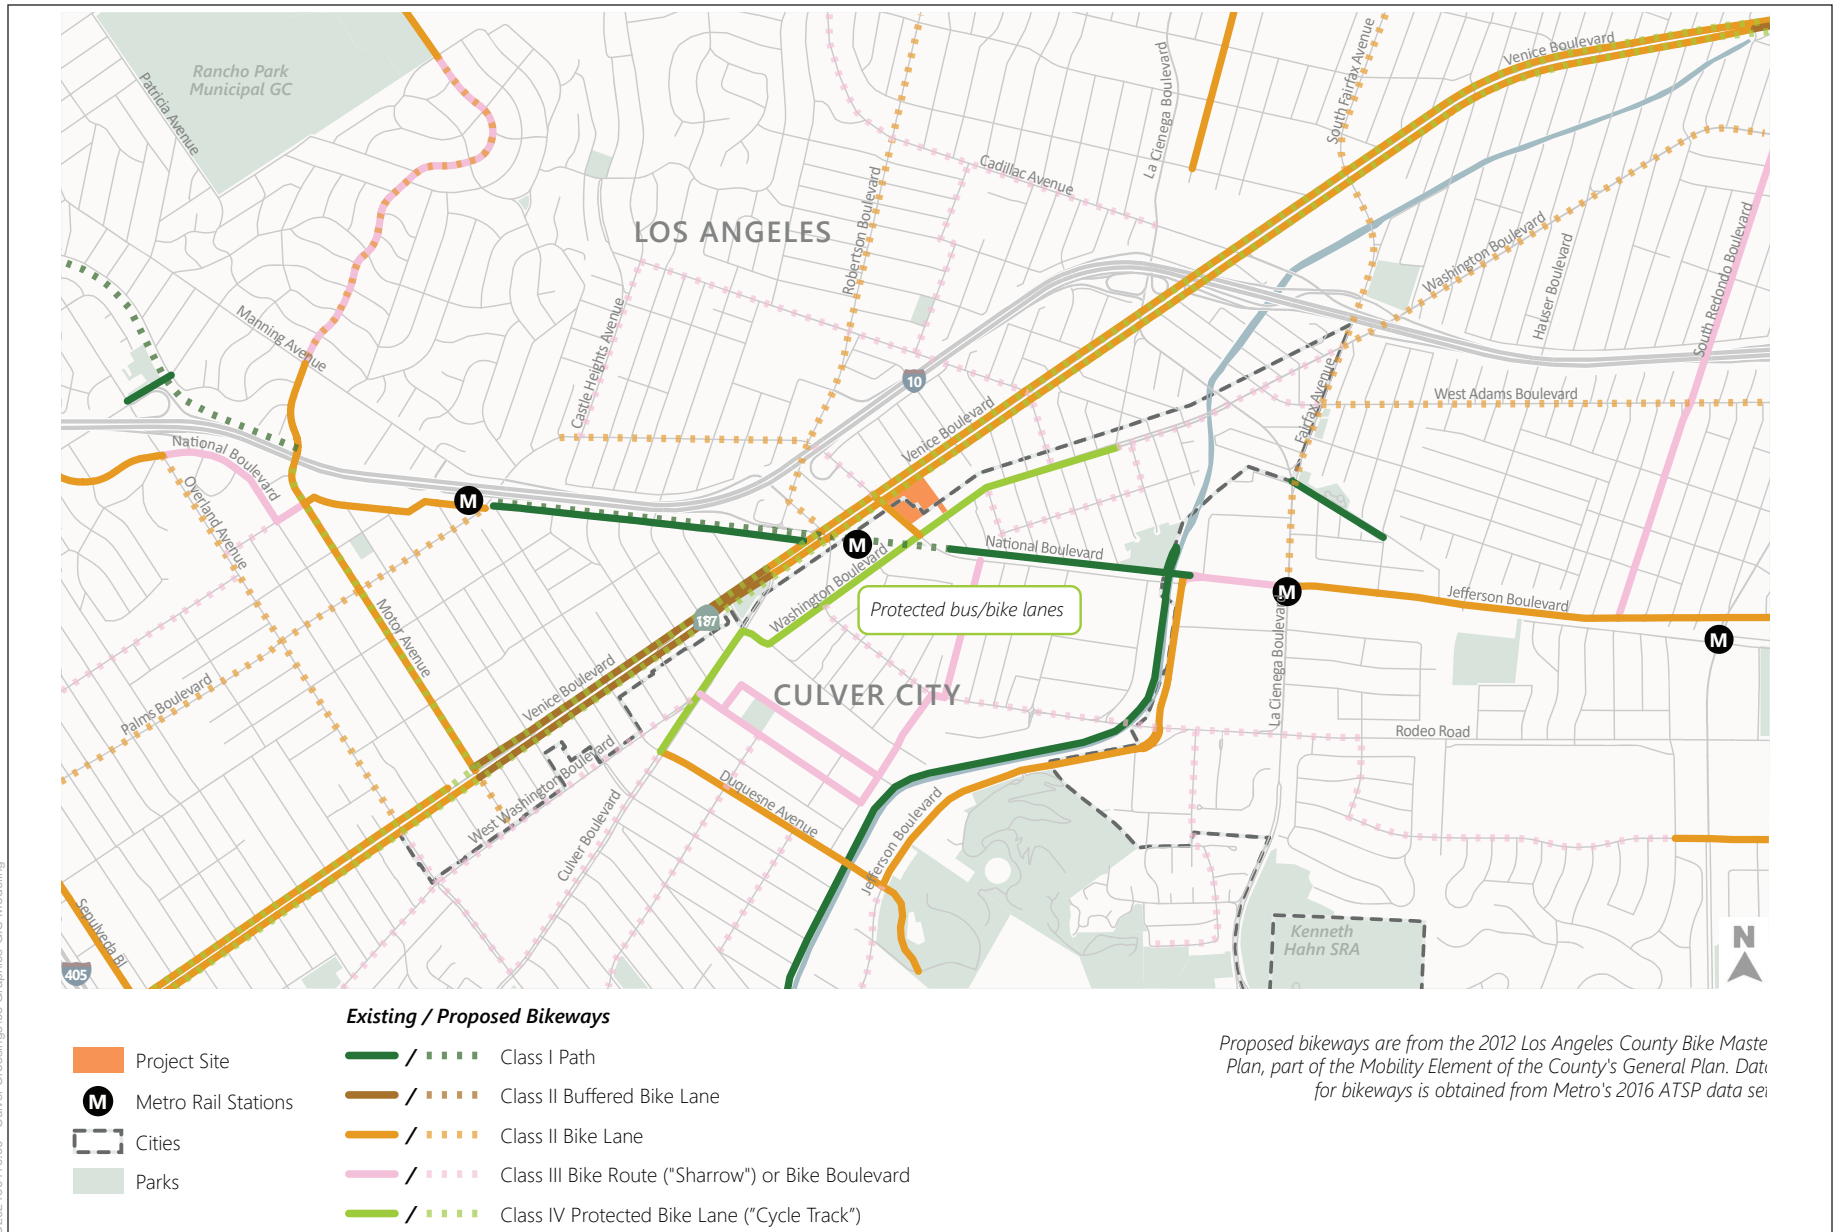 Rancho Park
Municipal GC
Patricia Avenue
La Cienega Boulevard
South Fairfax Avenue
Venice Boulevard
Cadillac Avenue
LOS ANGELES
Robertson Boulevard
Washington Boulevard
Hauser Boulevard
South Redondo Boulevard
Manning Avenue
Castle Heights Avenue
10
West Adams Boulevard
Fairfax Avenue
Venice Boulevard
National Boulevard
Overland Avenue
M
M
National Boulevard
Washington Boulevard
Protected bus/bike lanes
M
Jefferson Boulevard
M
187
Motor Avenue
La Cienega Boulevard
Venice Boulevard
CULVER CITY
Palms Boulevard
Rodeo Road
West Washington Boulevard
Duquesne Avenue
Culver Boulevard
Jefferson Boulevard
Sepulveda Bl
405
Kenneth
Hahn SRA
N
Existing / Proposed Bikeways
Project Site
M Metro Rail Stations
Cities
Parks
/ Class I Path
/ Class II Buffered Bike Lane
/ Class II Bike Lane
/ Class III Bike Route ("Sharrow") or Bike Boulevard
/ Class IV Protected Bike Lane ("Cycle Track")
Proposed bikeways are from the 2012 Los Angeles County Bike Maste
Plan, part of the Mobility Element of the County's General Plan. Data
for bikeways is obtained from Metro's 2016 ATSP data set